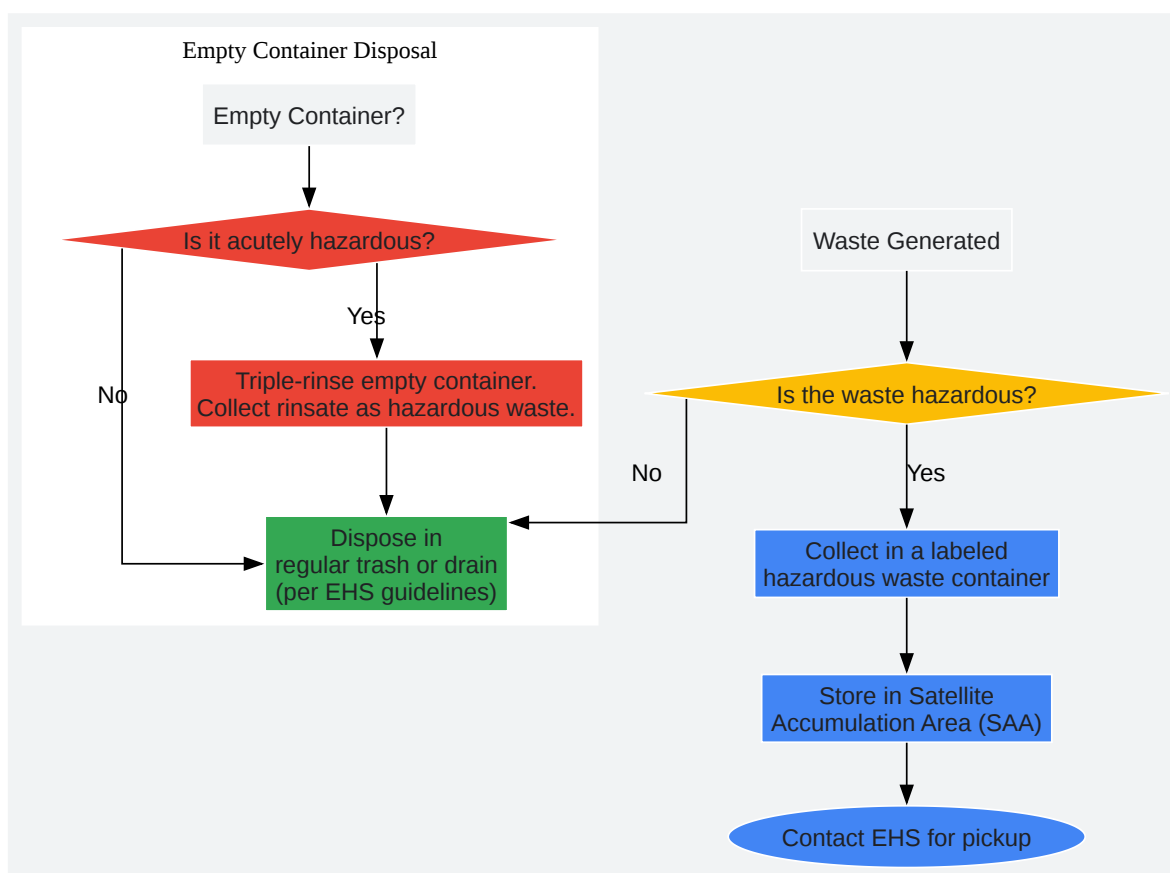 Empty Container Disposal
Empty Container?
Is it acutely hazardous?
Yes
No
Triple-rinse empty container.
Collect rinsate as hazardous waste.
Dispose in
regular trash or drain
(per EHS guidelines)
Waste Generated
Is the waste hazardous?
No
Yes
Collect in a labeled
hazardous waste container
Store in Satellite
Accumulation Area (SAA)
Contact EHS for pickup